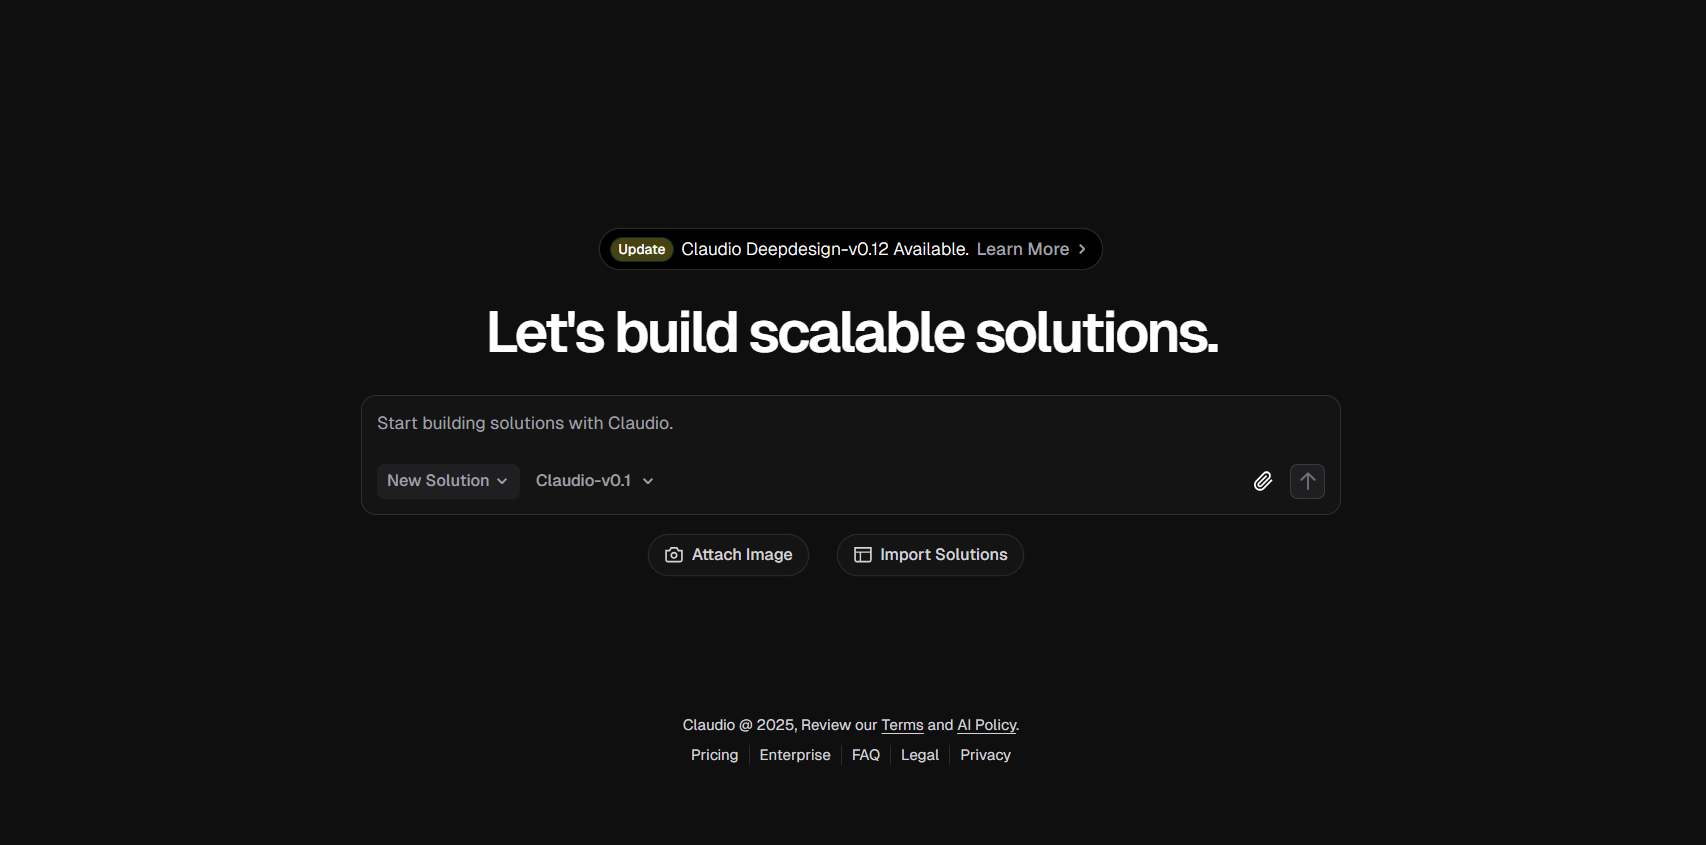 Update Claudio Deepdesign-v0.12 Available. Learn More
Let's build scalable solutions.
Start building solutions with Claudio.
New Solution Claudio-v0.1
Attach Image Import Solutions
Claudio @ 2025, Review our Terms and AI Policy.
Pricing Enterprise FAQ Legal Privacy